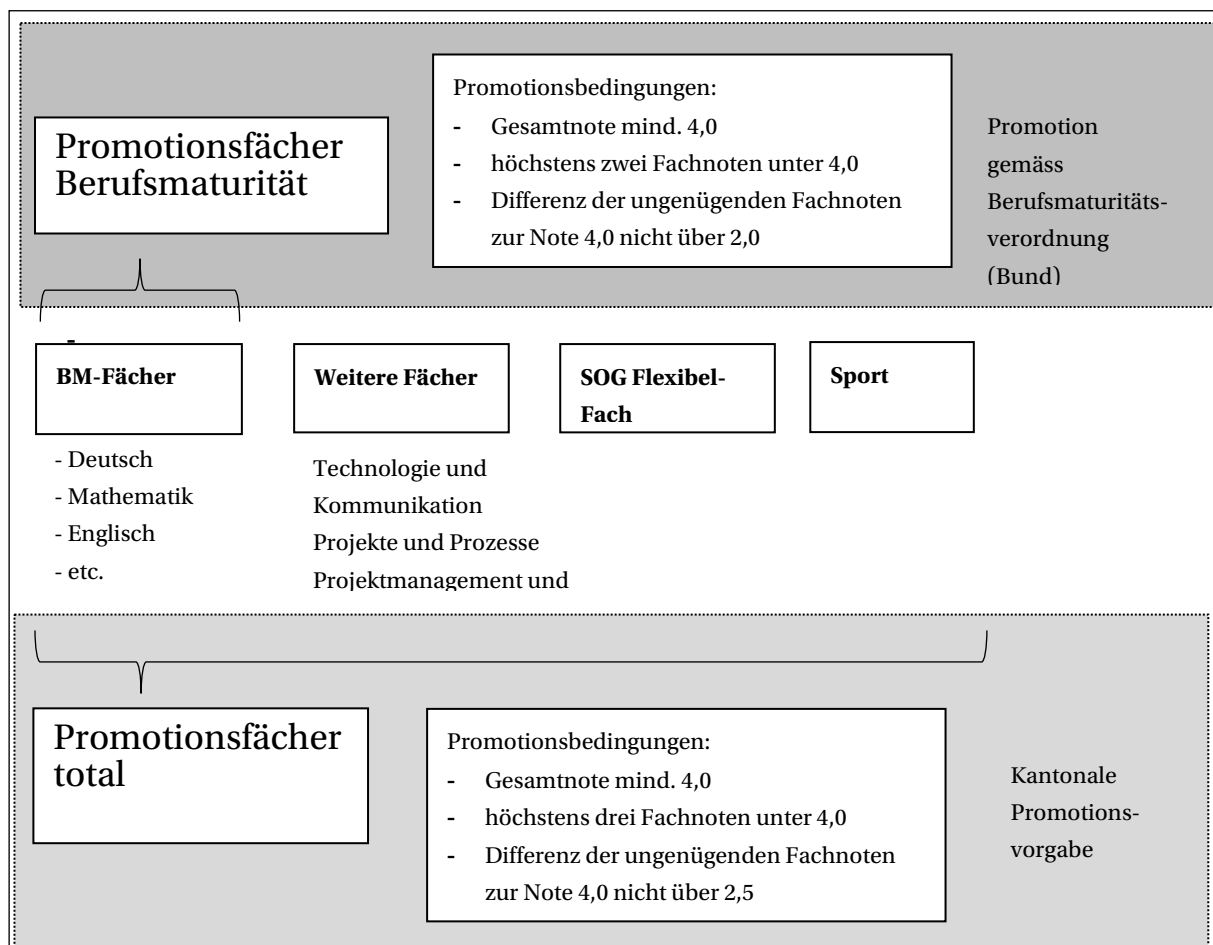 Promotionsfächer
Berufsmaturität
Promotionsbedingungen:
- Gesamtnote mind. 4,0
- höchstens zwei Fachnoten unter 4,0
- Differenz der ungenügenden Fachnoten
zur Note 4,0 nicht über 2,0
Promotion
gemäss
Berufsmaturitäts-
verordnung
(Bund)
-
BM-Fächer
- Deutsch
- Mathematik
- Englisch
- etc.
Weitere Fächer
Technologie und
Kommunikation
Projekte und Prozesse
Projektmanagement und
SOG Flexibel-
Fach
Sport
Promotionsfächer
total
Promotionsbedingungen:
- Gesamtnote mind. 4,0
- höchstens drei Fachnoten unter 4,0
- Differenz der ungenügenden Fachnoten
zur Note 4,0 nicht über 2,5
Kantonale
Promotions-
vorgabe